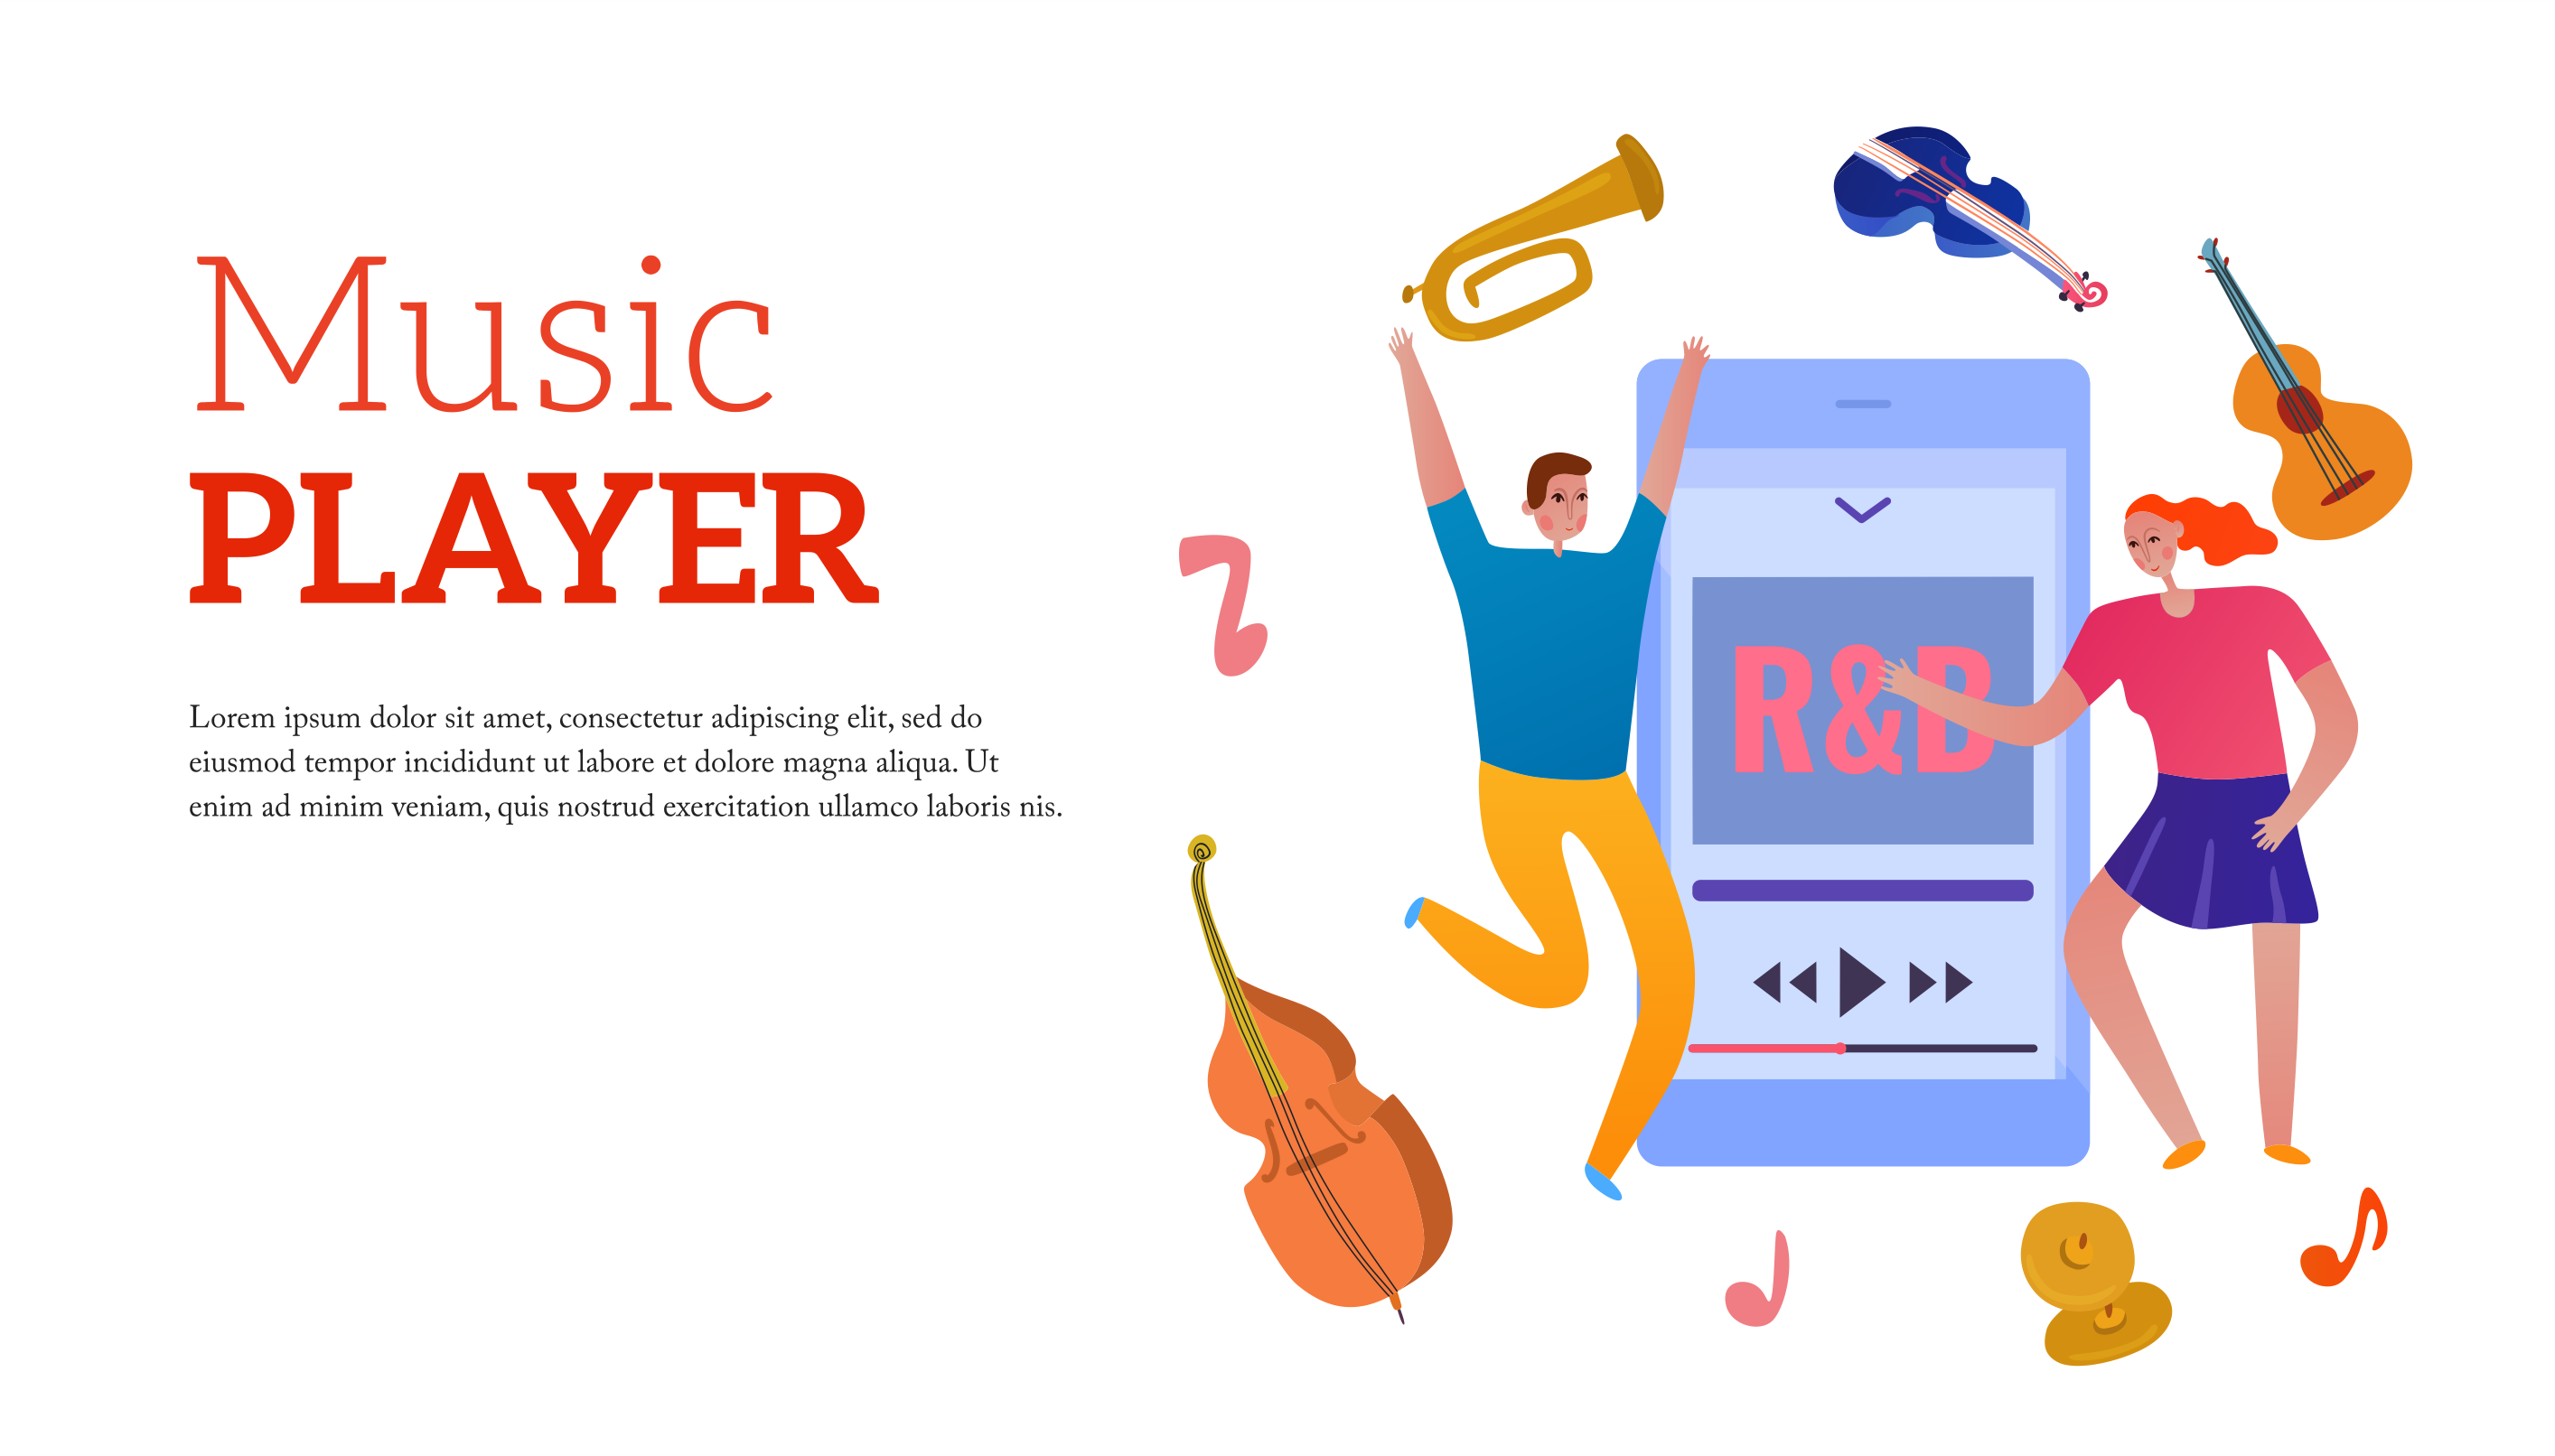 Music
PLAYER
Lorem ipsum dolor sit amet, consectetur adipiscing elit, sed do
eiusmod tempor incididunt ut labore et dolore magna aliqua. Ut
enim ad minim veniam, quis nostrud exercitation ullamco laboris nis.
R&B